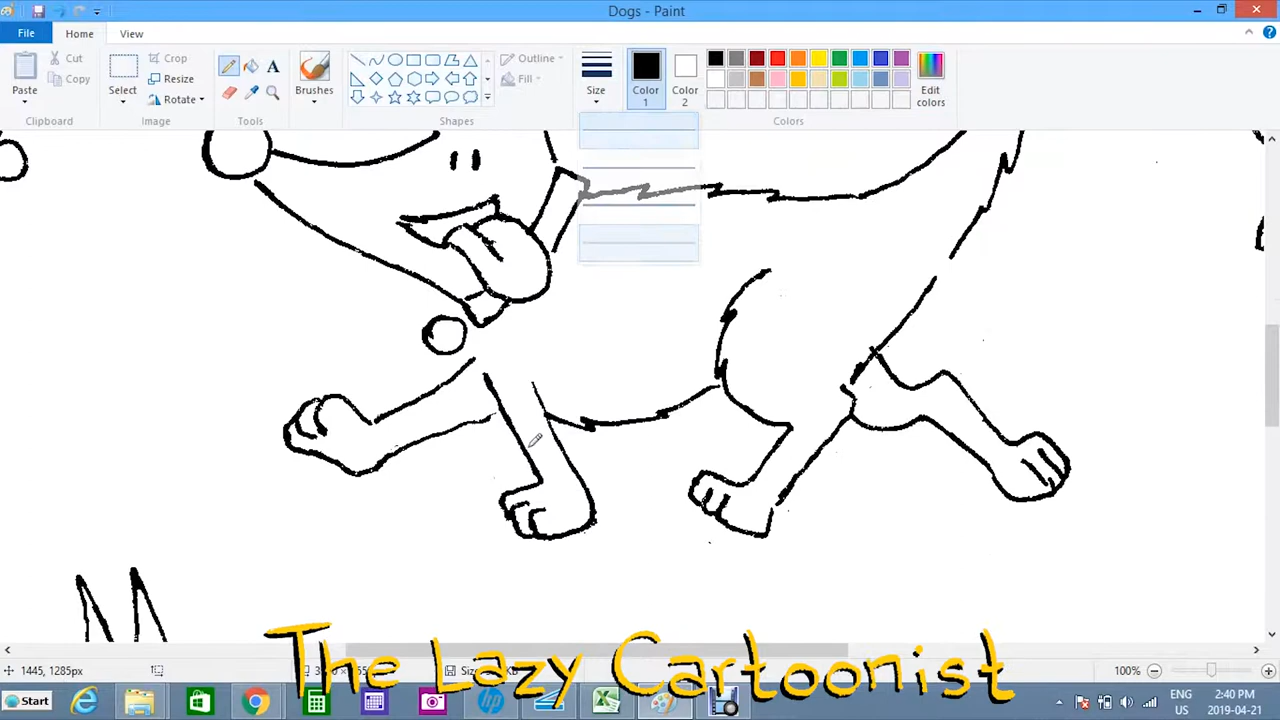 Dogs - Paint
File Home View
Cut
Copy
Paste
Clipboard
Select
Crop
Resize
Rotate
Image
A
Tools
Brushes
Outline
Fill
Shapes
Size
Color 1
Color 2
Edit colors
Colors
The Lazy Cartoonist
1445, 1285px
100%
Start
ENG
US
2:40 PM
2019-04-21